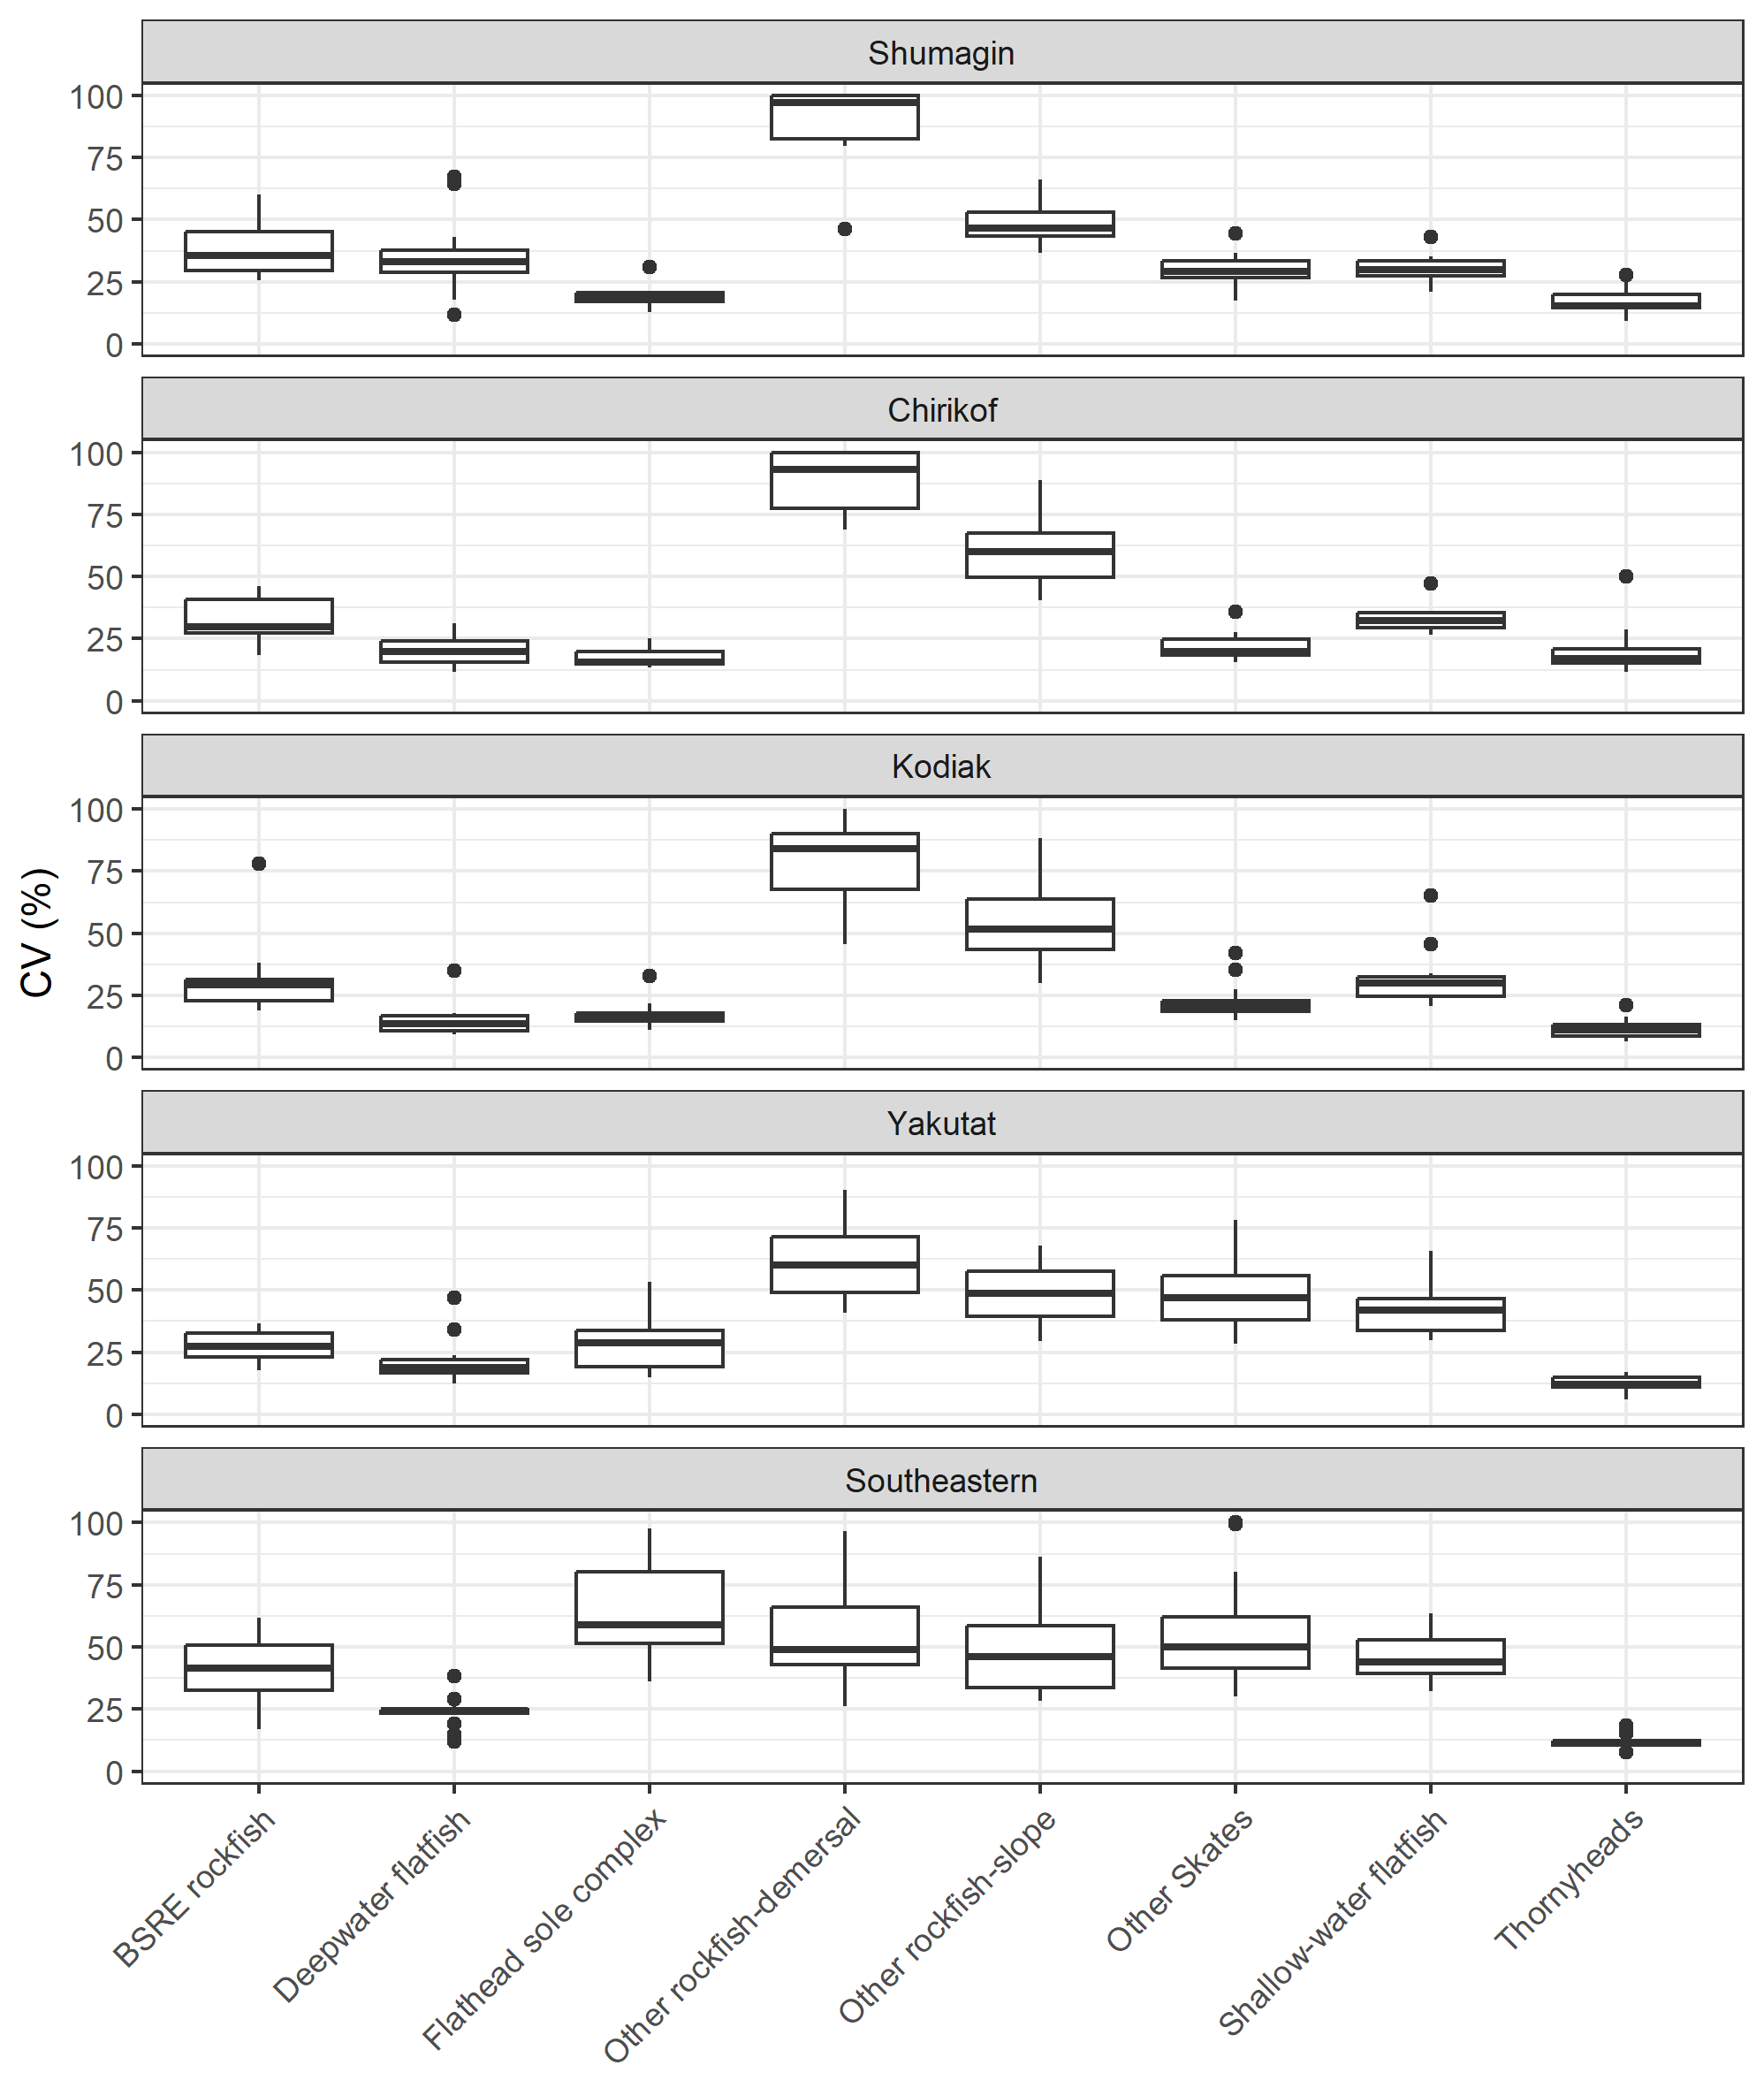 Shumagin
100
75
50
25
0
Chirikof
100
75
50
25
0
Kodiak
100
75
50
25
0
CV (%)
Yakutat
100
75
50
25
0
Southeastern
100
75
50
25
0
BSRE rockfish
Deepwater flatfish
Flathead sole complex
Other rockfish-demersal
Other rockfish-slope
Other Skates
Shallow-water flatfish
Thornyheads